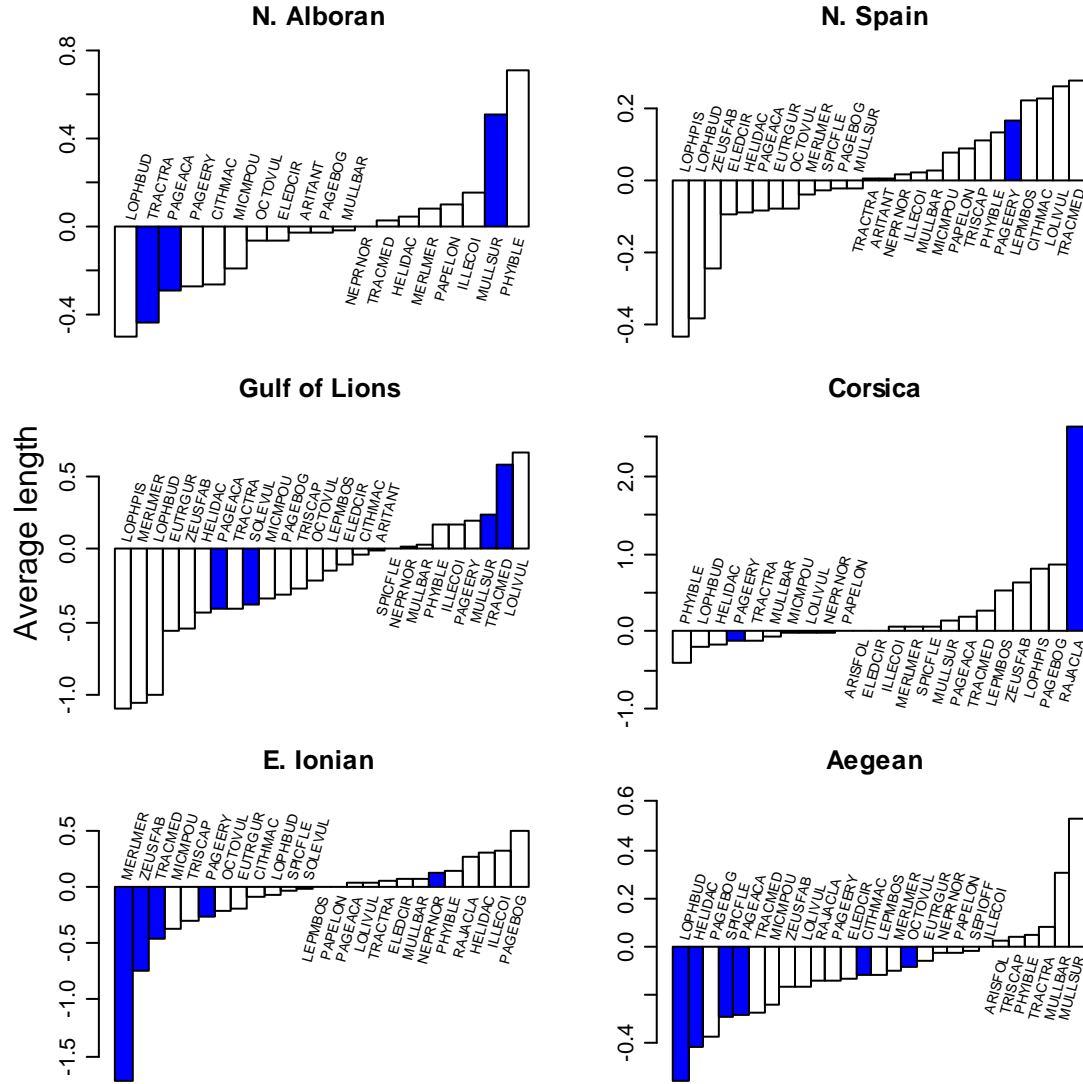 N. Alboran
0.8
0.4
0.0
-0.4
LOPHBUD
TRACTRA
PAGEACA
PAGEERY
CITHMAC
MICMPOU
OCTOVUL
ELEDCIR
ARITANT
PAGEBOG
MULLBAR
NEPRNOR
TRACMED
HELIDAC
MERLMER
PAPELON
ILLECOI
MULLSUR
PHYIBLE
N. Spain
0.2
0.0
-0.2
-0.4
LOPHPIS
LOPHBUD
ZEUSFAB
ELEDCIR
HELIDAC
PAGEACA
EUTRGUR
OCTOVUL
MERLMER
SPICFLE
PAGEBOG
MULLSUR
TRACTRA
ARITANT
NEPRNOR
ILLECOI
MULLBAR
MICMPOU
PAPELON
TRISCAP
PHYIBLE
PAGEERY
LEPMBOS
CITHMAC
LOLIVUL
TRACMED
Average length
Gulf of Lions
0.5
0.0
-0.5
-1.0
LOPHPIS
MERLMER
LOPHBUD
EUTRGUR
ZEUSFAB
HELIDAC
PAGEACA
TRACTRA
SOLEVUL
MICMPOU
PAGEBOG
TRISCAP
OCTOVUL
LEPMBOS
ELEDCIR
CITHMAC
ARITANT
SPICFLE
NEPRNOR
MULLBAR
PHYIBLE
ILLECOI
PAGEERY
MULLSUR
TRACMED
LOLIVUL
Corsica
2.0
1.0
0.0
-1.0
PHYIBLE
LOPHBUD
HELIDAC
PAGEERY
TRACTRA
MULLBAR
MICMPOU
LOLIVUL
NEPRNOR
PAPELON
ARISFOL
ELEDCIR
ILLECOI
MERLMER
SPICFLE
MULLSUR
PAGEACA
TRACMED
LEPMBOS
ZEUSFAB
LOPHPIS
PAGEBOG
RAJACLA
E. Ionian
0.5
0.0
-0.5
-1.0
-1.5
MERLMER
ZEUSFAB
TRACMED
MICMPOU
TRISCAP
PAGEERY
OCTOVUL
EUTRGUR
CITHMAC
LOPHBUD
SPICFLE
SOLEVUL
LEPMBOS
PAPELON
PAGEACA
LOLIVUL
TRACTRA
ELEDCIR
MULLBAR
NEPRNOR
PHYIBLE
RAJACLA
HELIDAC
ILLECOI
PAGEBOG
Aegean
0.6
0.4
0.2
0.0
-0.4
LOPHBUD
HELIDAC
PAGEBOG
SPICFLE
PAGEACA
TRACMED
MICMPOU
ZEUSFAB
LOLIVUL
RAJACLA
PAGEERY
ELEDCIR
CITHMAC
LEPMBOS
MERLMER
OCTOVUL
EUTRGUR
NEPRNOR
PAPELON
SEPIOFF
ILLECOI
ARISFOL
TRISCAP
PHYIBLE
TRACTRA
MULLBAR
MULLSUR